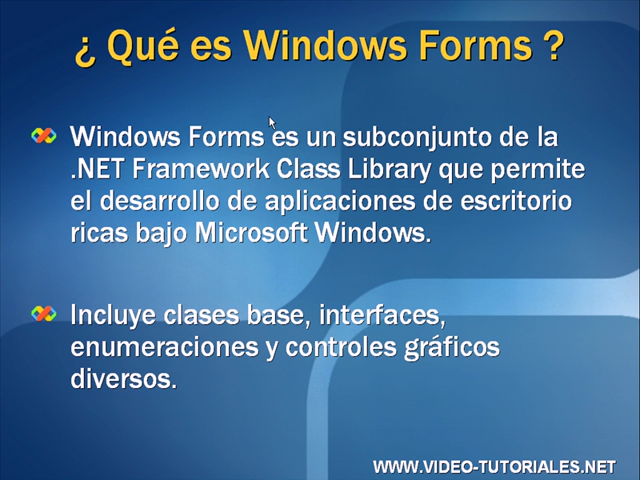 ¿ Qué es Windows Forms ?
Windows Forms es un subconjunto de la
.NET Framework Class Library que permite
el desarrollo de aplicaciones de escritorio
ricas bajo Microsoft Windows.
Incluye clases base, interfaces,
enumeraciones y controles gráficos
diversos.
WWW.VIDEO-TUTORIALES.NET